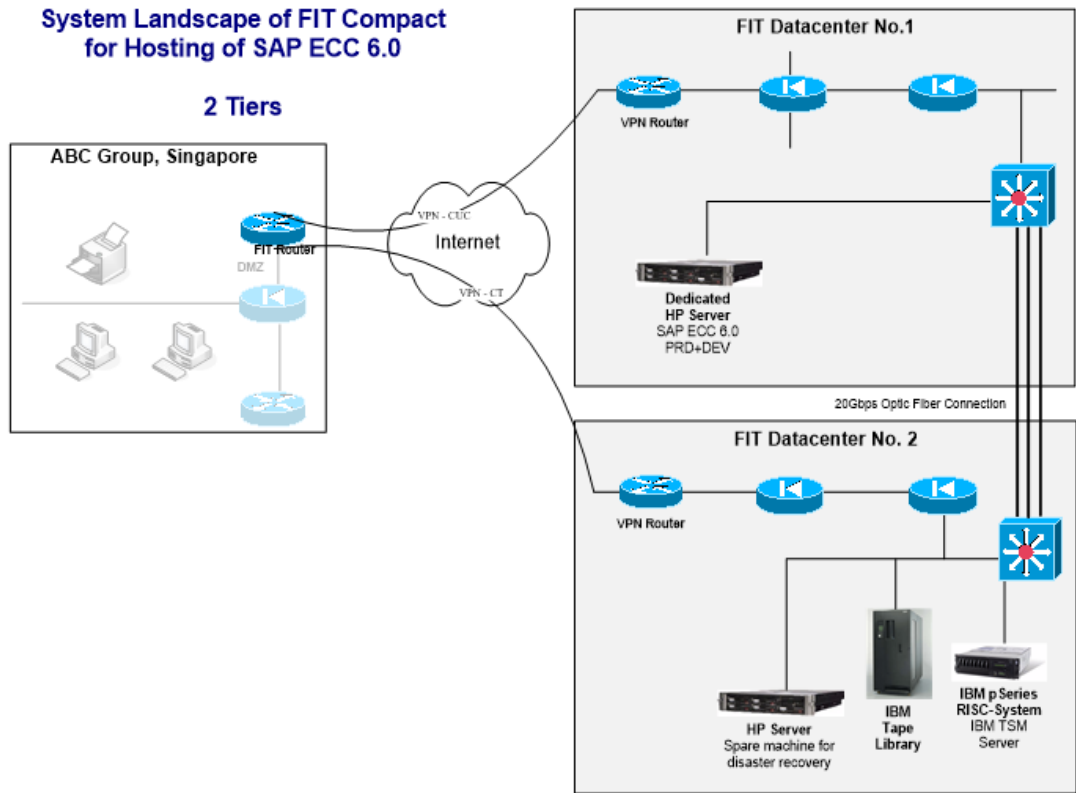 System Landscape of FIT Compact
for Hosting of SAP ECC 6.0
2 Tiers
ABC Group, Singapore
FIT Router
DMZ
VPN - CUC
Internet
VPN - CT
FIT Datacenter No.1
VPN Router
Dedicated
HP Server
SAP ECC 6.0
PRD+DEV
20Gbps Optic Fiber Connection
FIT Datacenter No. 2
VPN Router
HP Server
Spare machine for
disaster recovery
IBM
Tape
Library
IBM pSeries
RISC-System
IBM TSM
Server